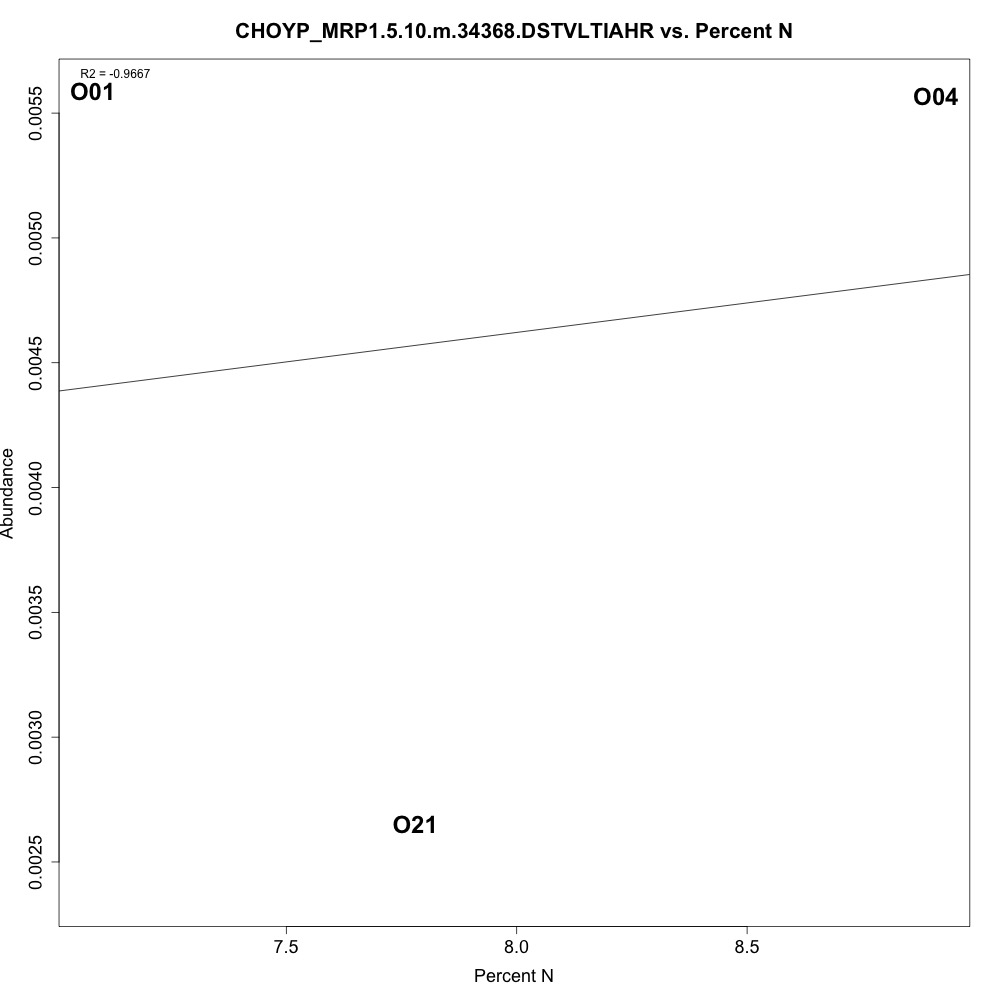 CHOYP_MRP1.5.10.m.34368.DSTVLTIAHR vs. Percent N
R2 = -0.9667
O01
O04
O21
Abundance
0.0055
0.0050
0.0045
0.0040
0.0035
0.0030
0.0025
7.5
8.0
8.5
Percent N